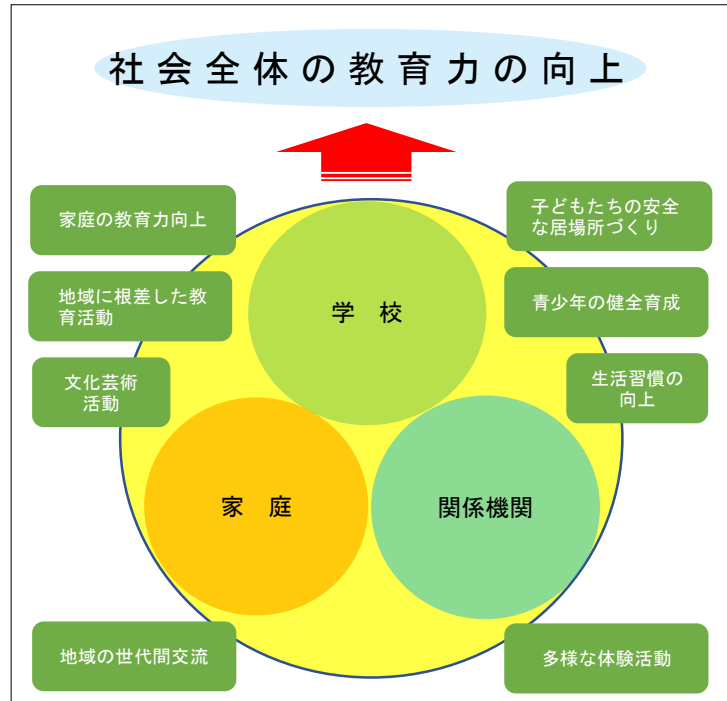 社会全体の教育力の向上
家庭の教育力向上
子どもたちの安全
な居場所づくり
地域に根差した教
育活動
学　校
青少年の健全育成
文化芸術
活動
生活習慣の
向上
家　庭
関係機関
地域の世代間交流
多様な体験活動